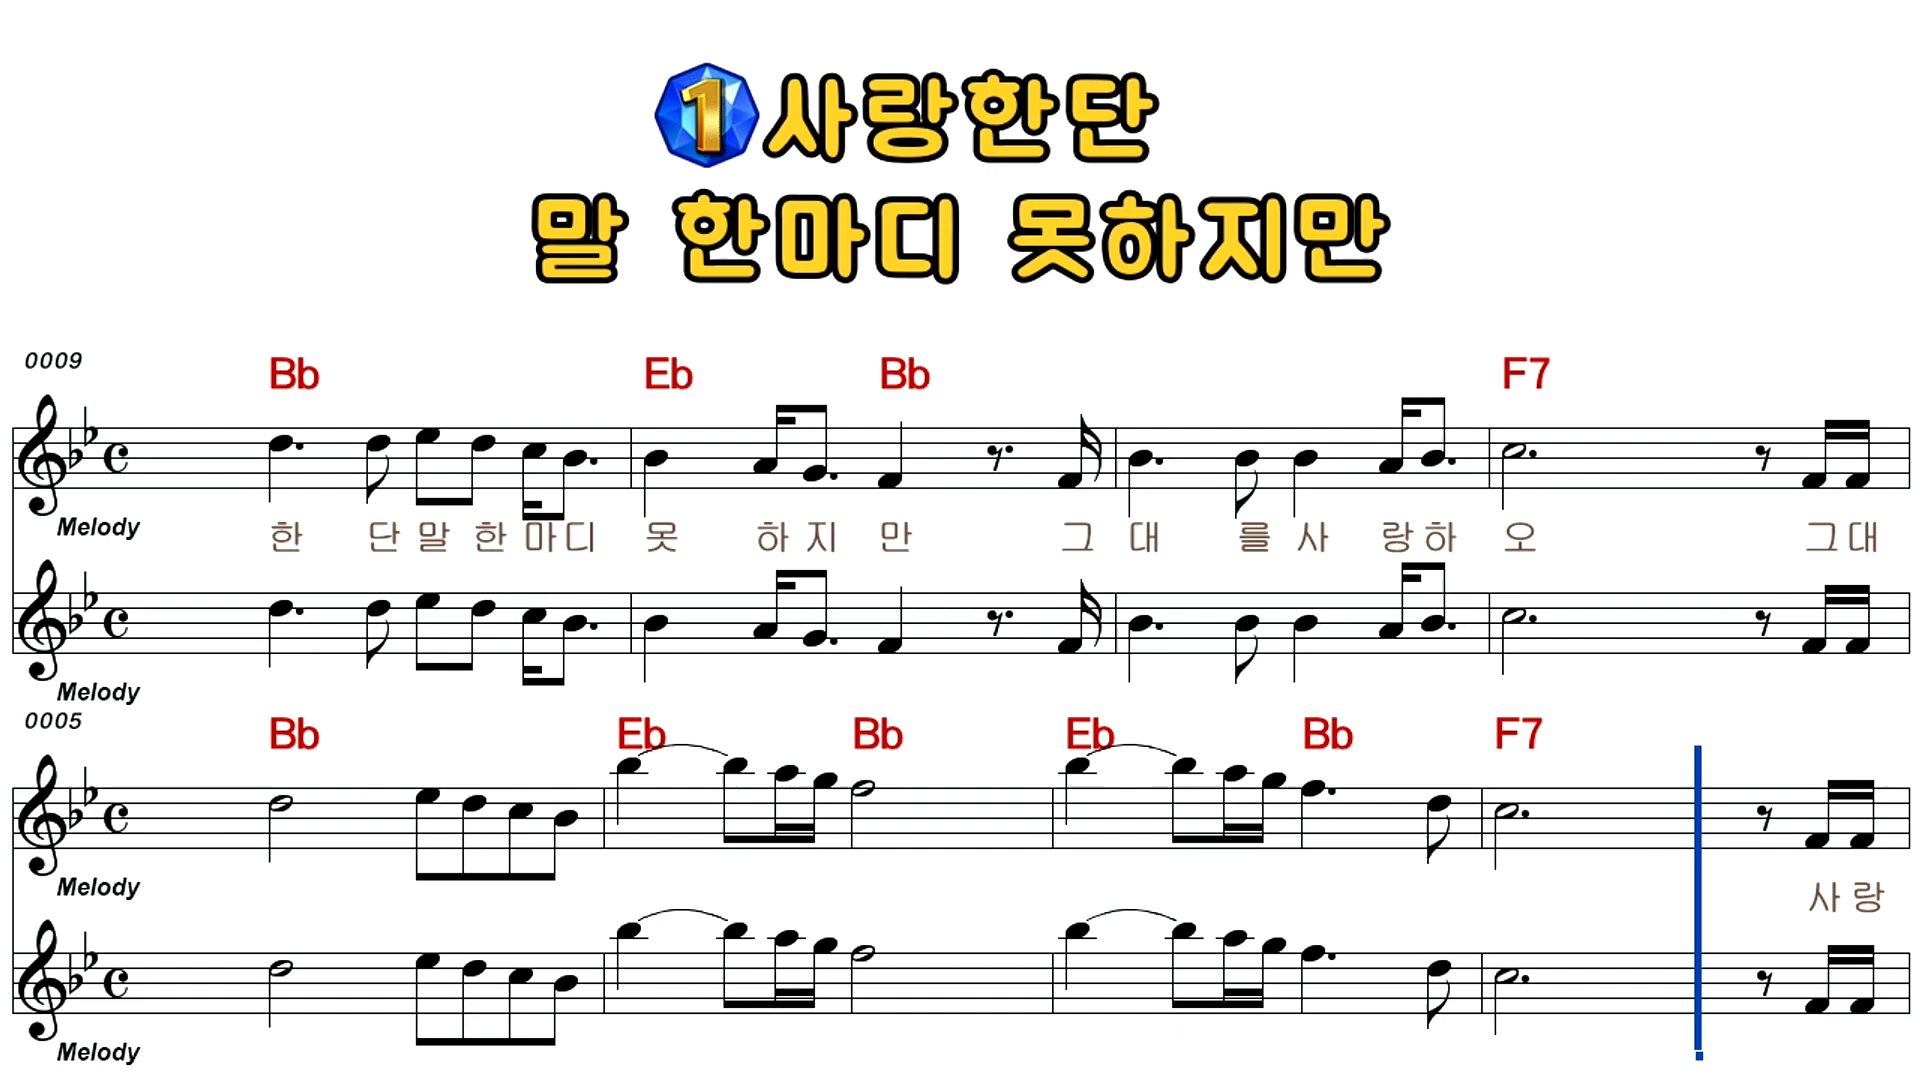 1 사랑한단
말 한마디 못하지만
0009
Bb Eb Bb F7
Melody
한 단 말 한 마 디 못 하 지 만 그 대 를 사 랑 하 오 그 대
Melody
0005
Bb Eb Bb Eb Bb F7
Melody
사 랑
Melody